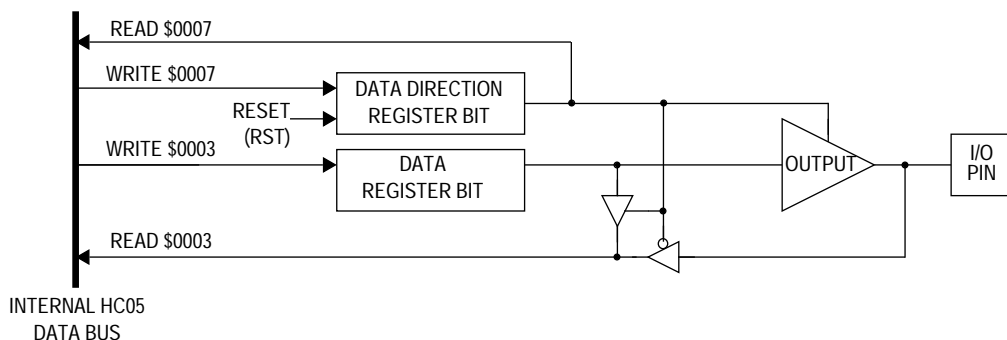 READ $0007
WRITE $0007
DATA DIRECTION
REGISTER BIT
RESET
(RST)
WRITE $0003
DATA
REGISTER BIT
OUTPUT
I/O
PIN
READ $0003
INTERNAL HC05
DATA BUS